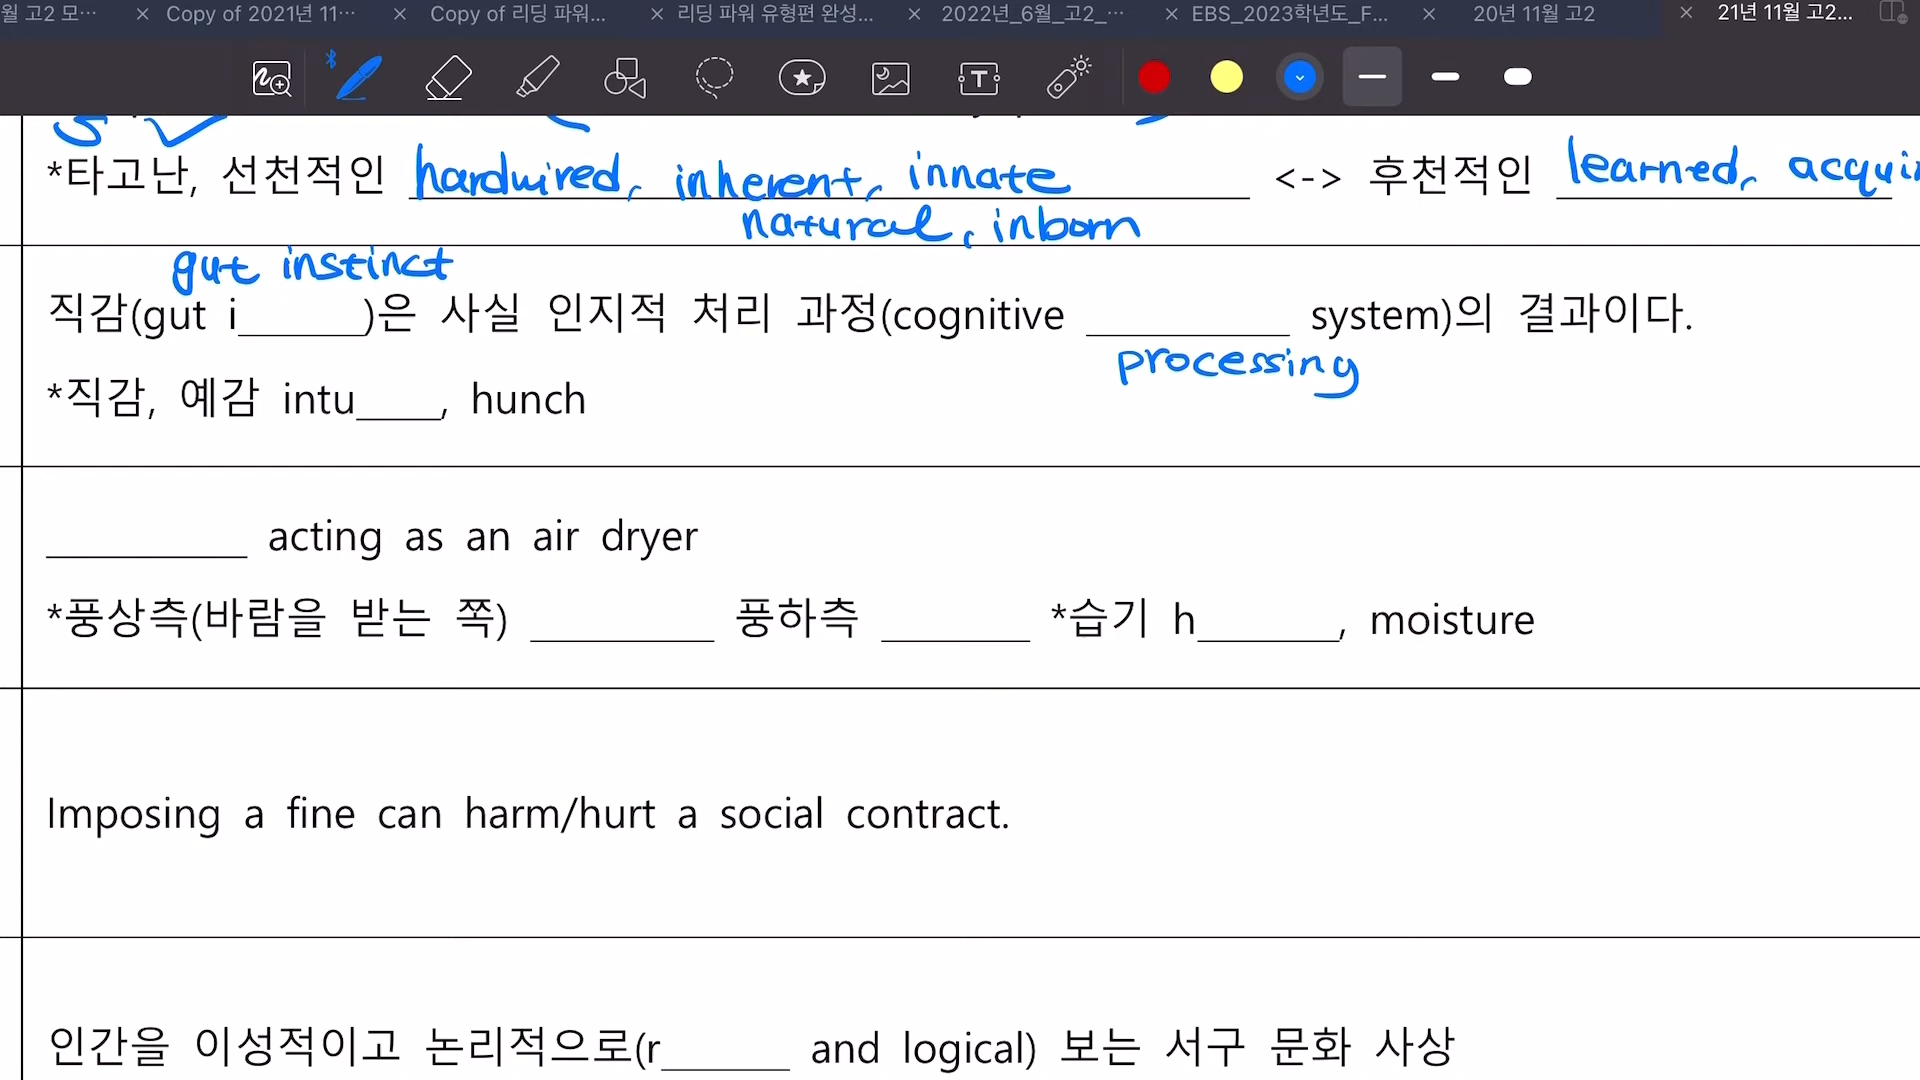 월 고2 모… × Copy of 2021년 11… × Copy of 리딩 파워... × 리딩 파워 유형편 완성... × 2022년_6월_고2_… × EBS_2023학년도_F... × 20년 11월 고2 × 21년 11월 고2...
*타고난, 선천적인 hardwired, inherent, innate <-> 후천적인 learned, acqui
natural, inborn
gut instinct
직감(gut i______)은 사실 인지적 처리 과정(cognitive __________ system)의 결과이다.
processing
*직감, 예감 intu____, hunch
__________ acting as an air dryer
*풍상측(바람을 받는 쪽) _________ 풍하측 _______ *습기 h_______, moisture
Imposing a fine can harm/hurt a social contract.
인간을 이성적이고 논리적으로(r______ and logical) 보는 서구 문화 사상